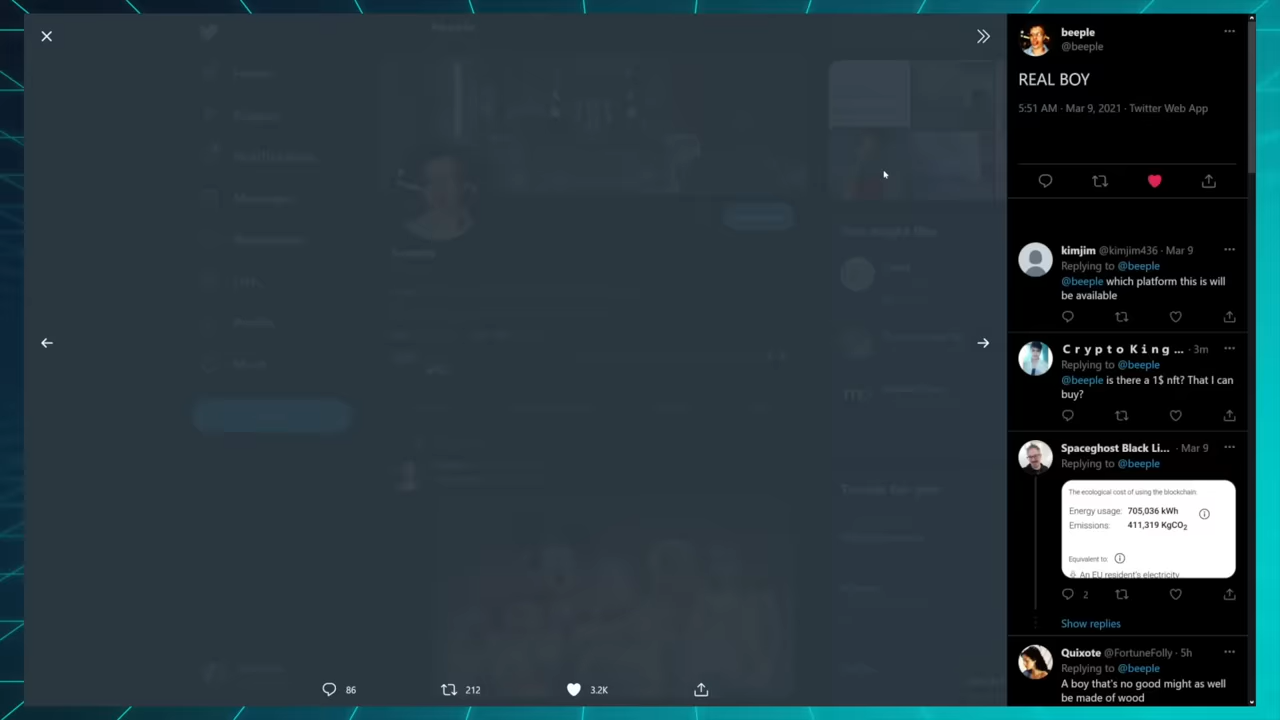 beeple
@beeple
REAL BOY
5:51 AM · Mar 9, 2021 · Twitter Web App
kimjim @kimjim436 · Mar 9
Replying to @beeple
@beeple which platform this is will
be available
C r y p t o K i n g ... · 3m
Replying to @beeple
@beeple is there a 1$ nft? That I can
buy?
Spaceghost Black Li... · Mar 9
Replying to @beeple
The ecological cost of using the blockchain
Energy usage: 705,036 kWh
Emissions: 411,319 KgCO₂
Equivalent to:
An EU resident's electricity
2
Show replies
Quixote @FortuneFolly · 5h
Replying to @beeple
A boy that's no good might as well
be made of wood
86
212
3.2K